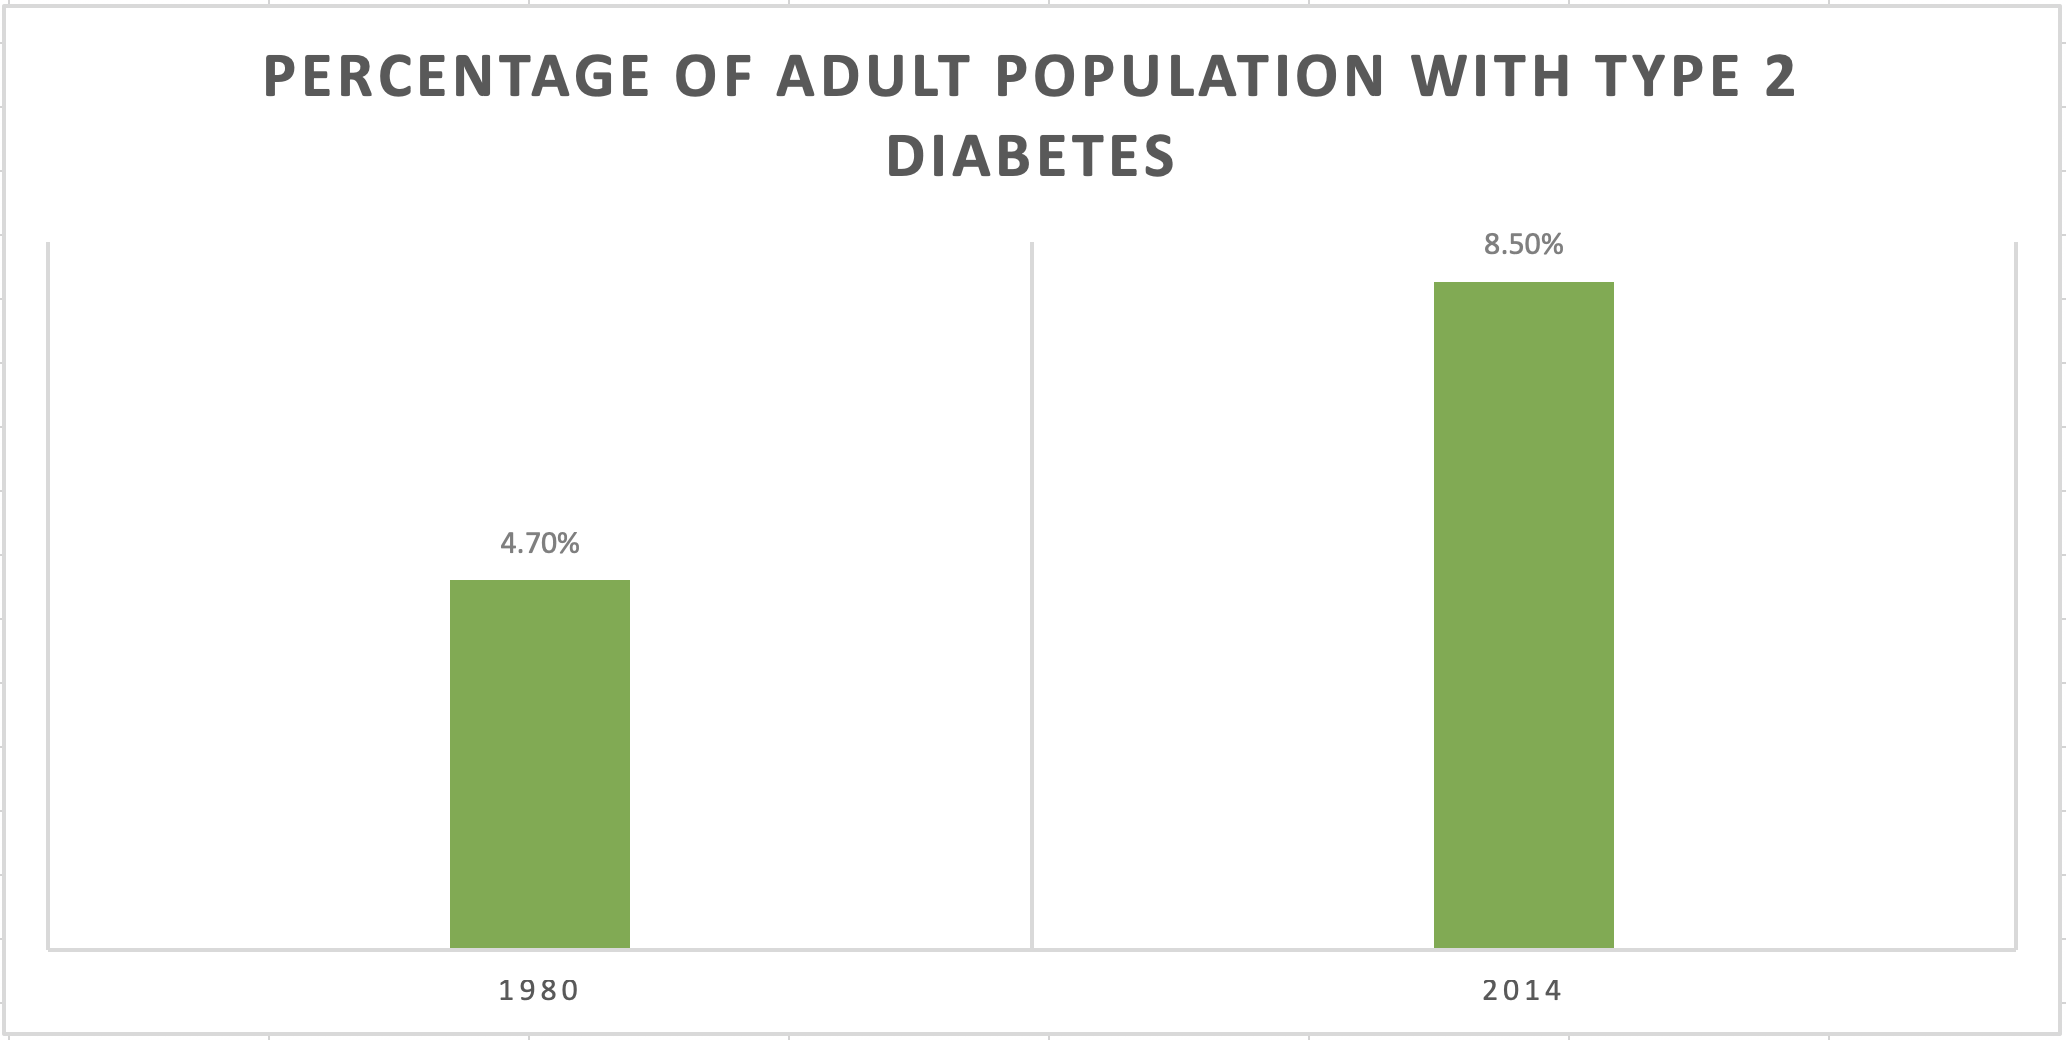 PERCENTAGE OF ADULT POPULATION WITH TYPE 2
DIABETES
8.50%
4.70%
1980
2014